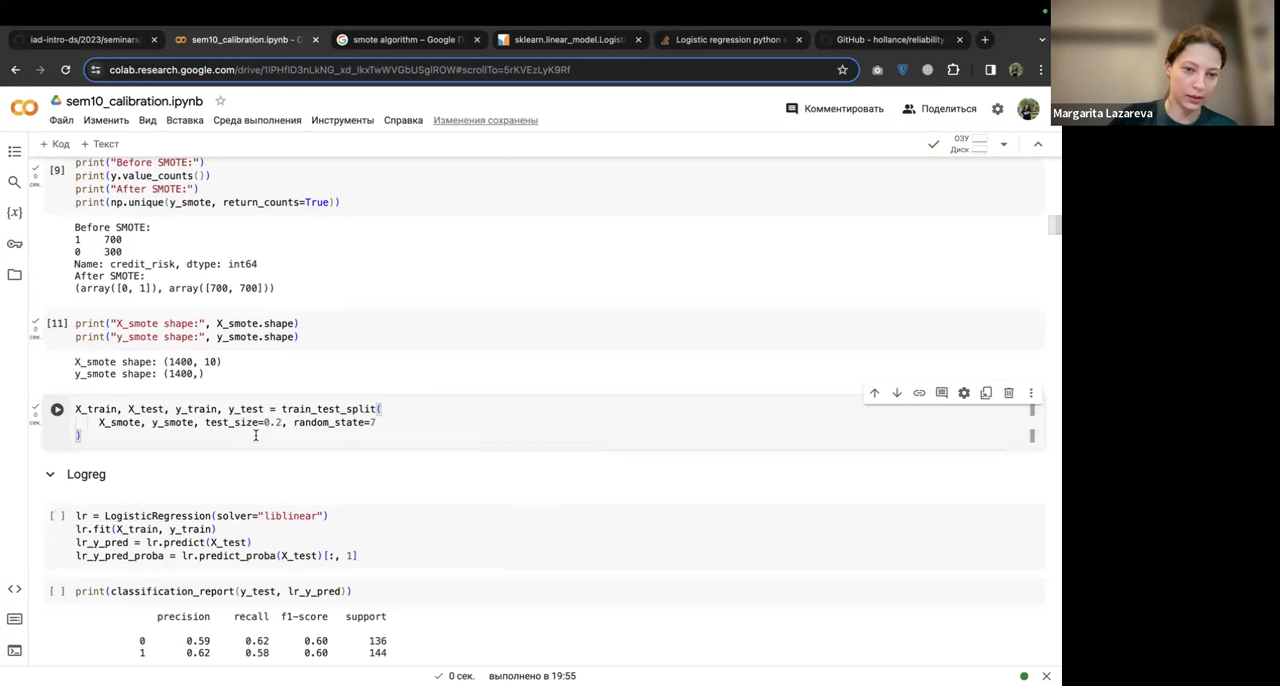 iad-intro-ds/2023/seminars
sem10_calibration.ipynb - C
smote algorithm – Google П
sklearn.linear_model.Logisti
Logistic regression python s
GitHub - hollance/reliability-
colab.research.google.com/drive/1lPHfID3nLkNG_xd_IkxTwWVGbUSgIROW#scrollTo=5rKVEzLyK9Rf
Margarita Lazareva
sem10_calibration.ipynb
Комментировать
Поделиться
Файл Изменить Вид Вставка Среда выполнения Инструменты Справка Изменения сохранены
+ Код + Текст
ОЗУ
Диск
[9]
0
сек.
print("Before SMOTE:")
print(y.value_counts())
print("After SMOTE:")
print(np.unique(y_smote, return_counts=True))
Before SMOTE:
1 700
0 300
Name: credit_risk, dtype: int64
After SMOTE:
(array([0, 1]), array([700, 700]))
[11]
0
сек.
print("X_smote shape:", X_smote.shape)
print("y_smote shape:", y_smote.shape)
X_smote shape: (1400, 10)
y_smote shape: (1400,)
0
сек.
X_train, X_test, y_train, y_test = train_test_split(
X_smote, y_smote, test_size=0.2, random_state=7
)
Logreg
[ ] lr = LogisticRegression(solver="liblinear")
lr.fit(X_train, y_train)
lr_y_pred = lr.predict(X_test)
lr_y_pred_proba = lr.predict_proba(X_test)[:, 1]
[ ] print(classification_report(y_test, lr_y_pred))
precision recall f1-score support
0 0.59 0.62 0.60 136
1 0.62 0.58 0.60 144
0 сек. выполнено в 19:55